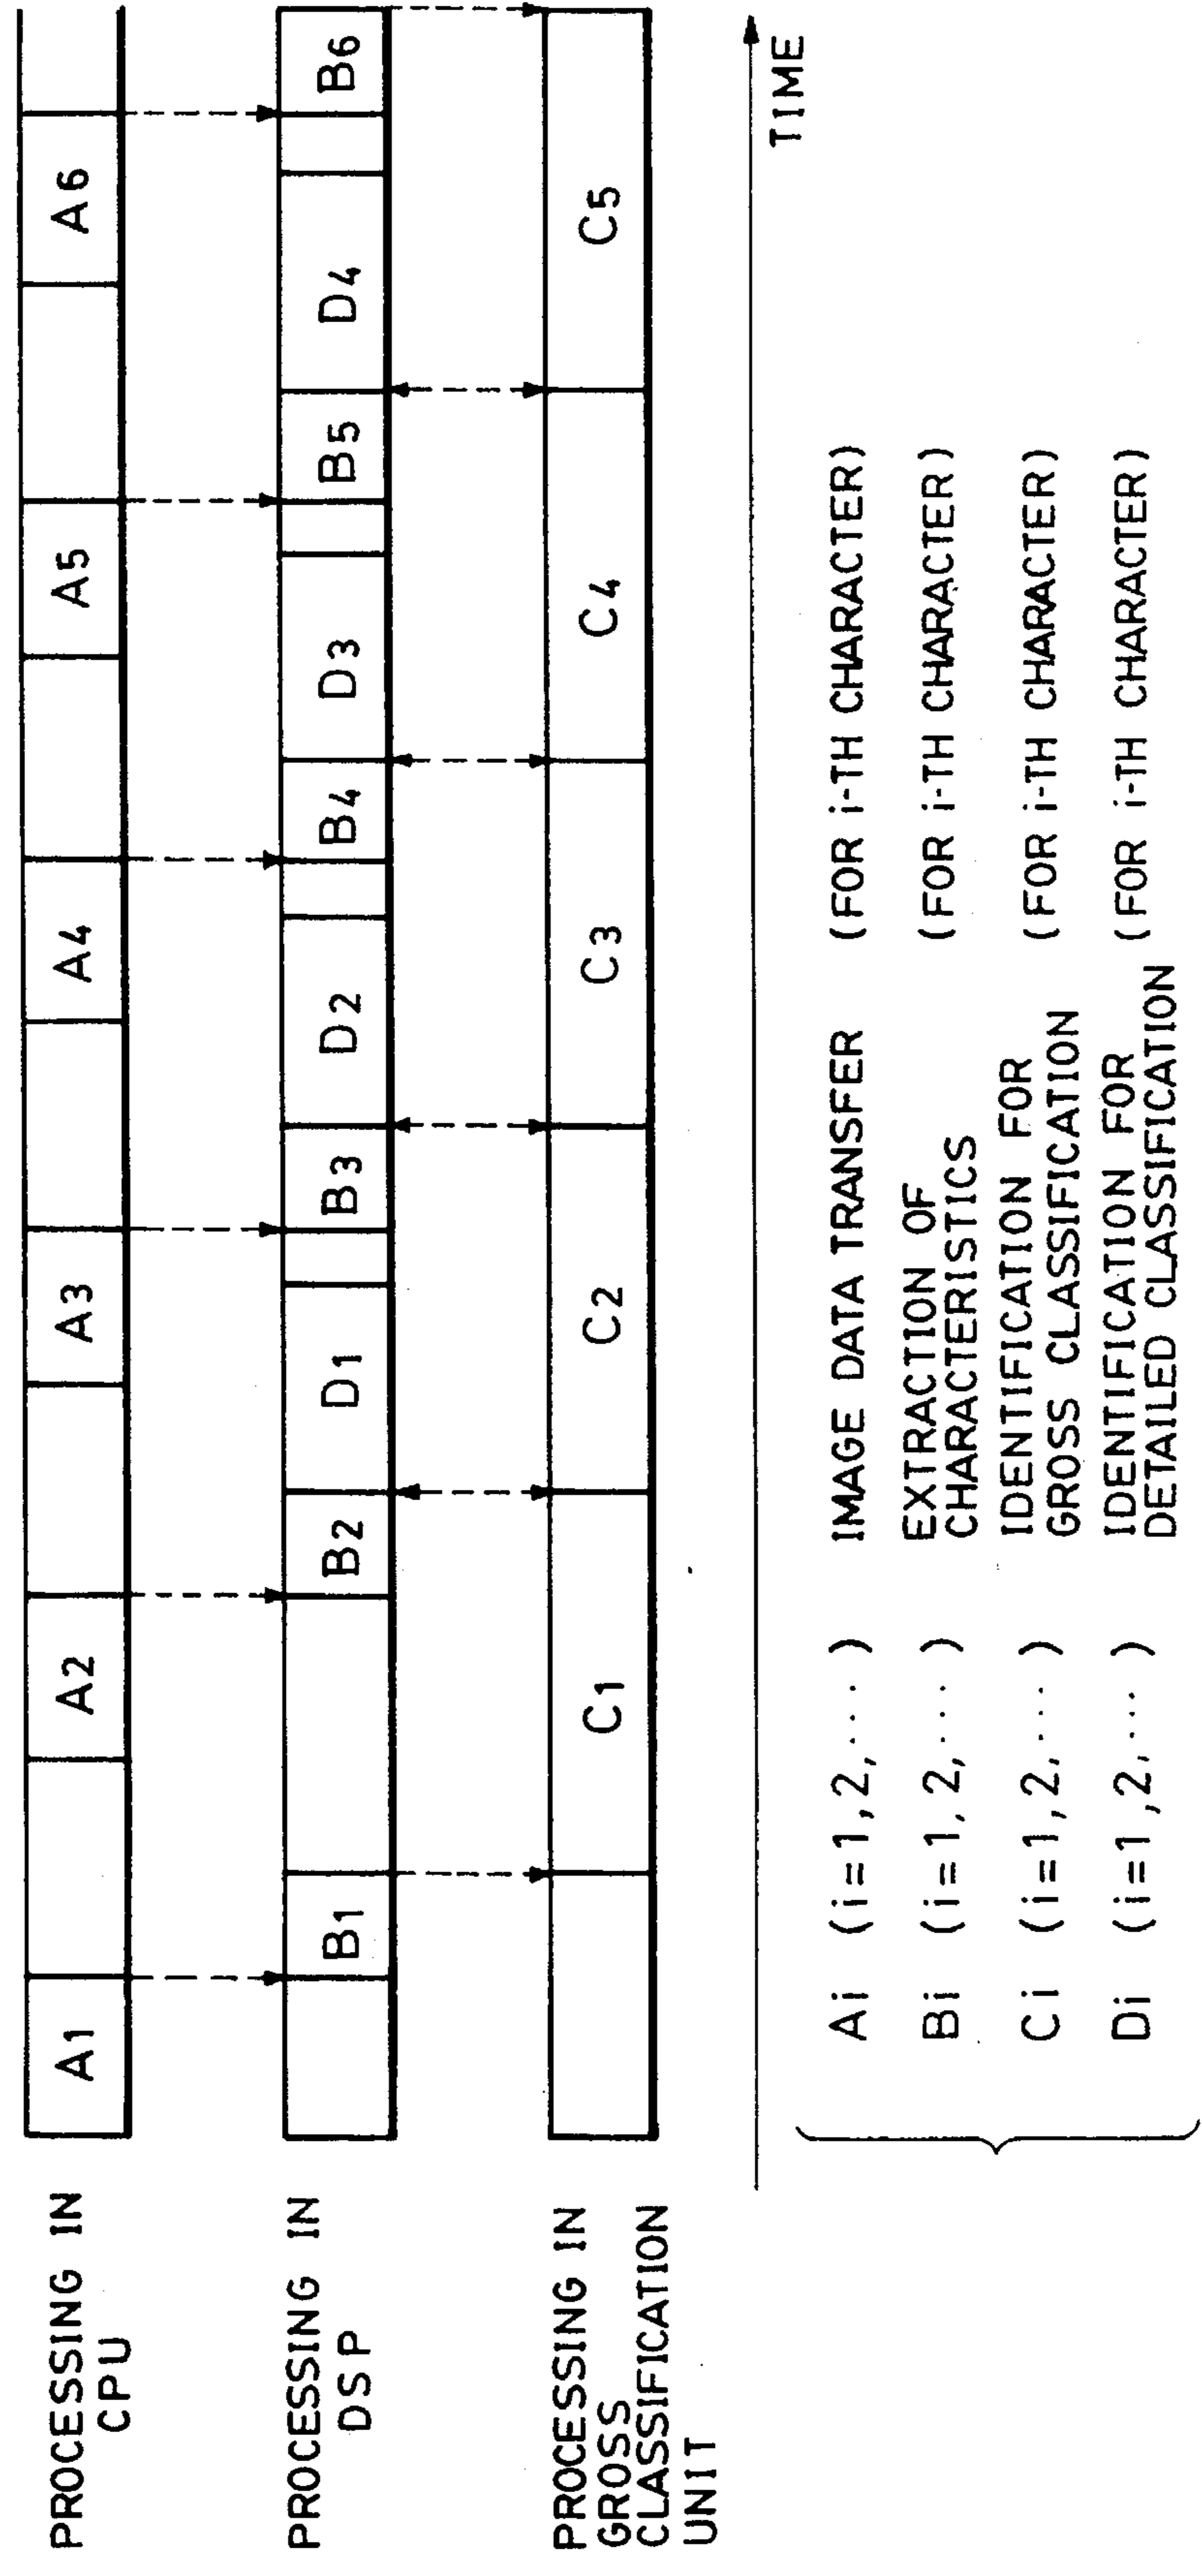 PROCESSING IN
CPU
A1
A2
A3
A4
A5
A6
PROCESSING IN
DSP
B1
B2
D1
B3
D2
B4
D3
B5
D4
B6
PROCESSING IN
GROSS
CLASSIFICATION
UNIT
C1
C2
C3
C4
C5
TIME
Ai (i=1,2,····) IMAGE DATA TRANSFER (FOR i-TH CHARACTER)
Bi (i=1,2,····) EXTRACTION OF
CHARACTERISTICS (FOR i-TH CHARACTER)
Ci (i=1,2,····) IDENTIFICATION FOR
GROSS CLASSIFICATION (FOR i-TH CHARACTER)
Di (i=1,2,····) IDENTIFICATION FOR
DETAILED CLASSIFICATION (FOR i-TH CHARACTER)